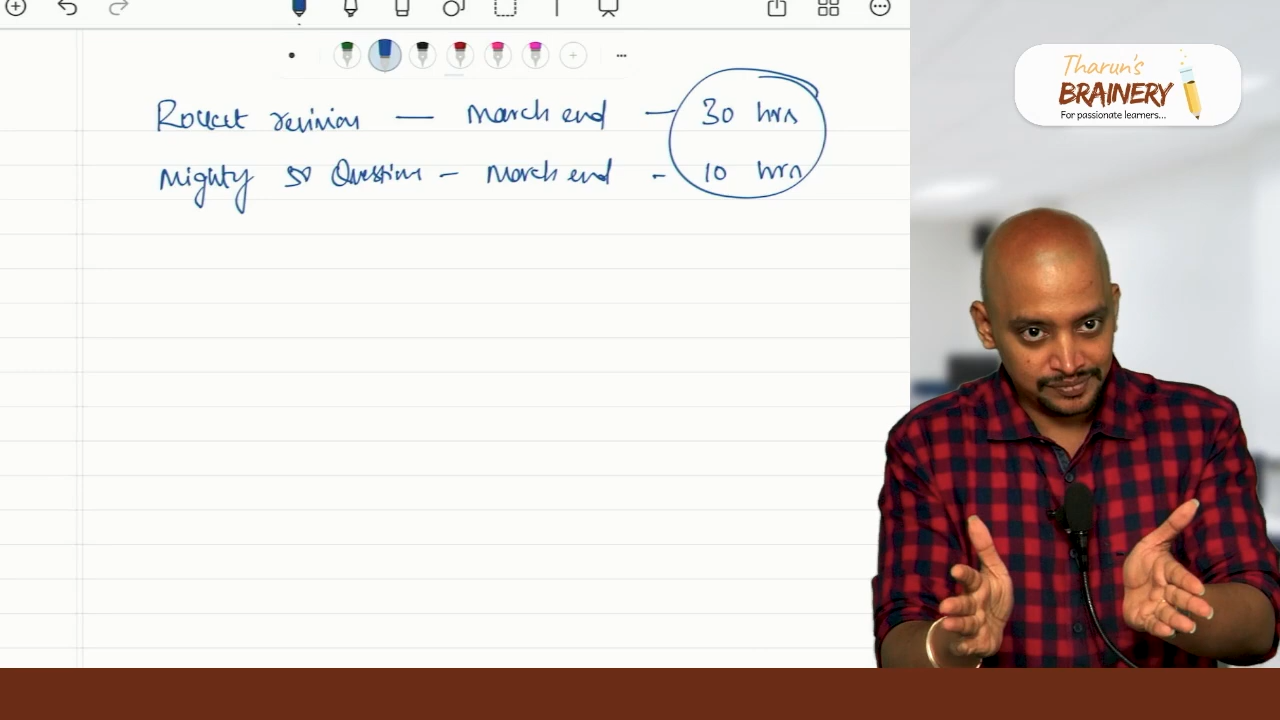 Rocket revision — March end — 30 hrs
Mighty 50 Question - March end - 10 hrs
Tharun's
BRAINERY
For passionate learners...